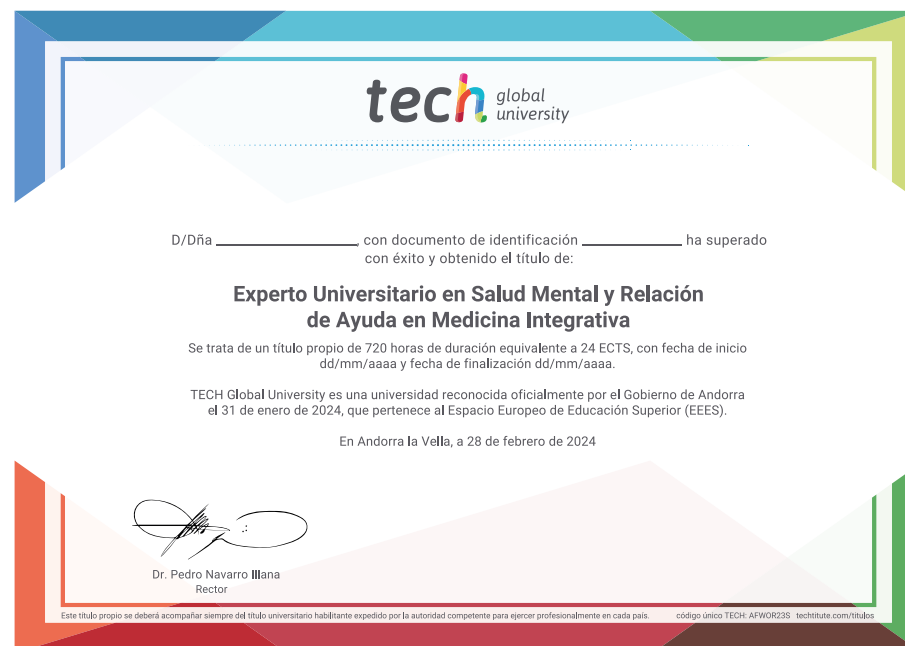 tech global university
D/Dña ____________, con documento de identificación ____________ ha superado
con éxito y obtenido el título de:
Experto Universitario en Salud Mental y Relación
de Ayuda en Medicina Integrativa
Se trata de un título propio de 720 horas de duración equivalente a 24 ECTS, con fecha de inicio
dd/mm/aaaa y fecha de finalización dd/mm/aaaa.
TECH Global University es una universidad reconocida oficialmente por el Gobierno de Andorra
el 31 de enero de 2024, que pertenece al Espacio Europeo de Educación Superior (EEES).
En Andorra la Vella, a 28 de febrero de 2024
Dr. Pedro Navarro Illana
Rector
Este título propio se deberá acompañar siempre del título universitario habilitante expedido por la autoridad competente para ejercer profesionalmente en cada país. código único TECH: AFWOR23S techtitute.com/titulos